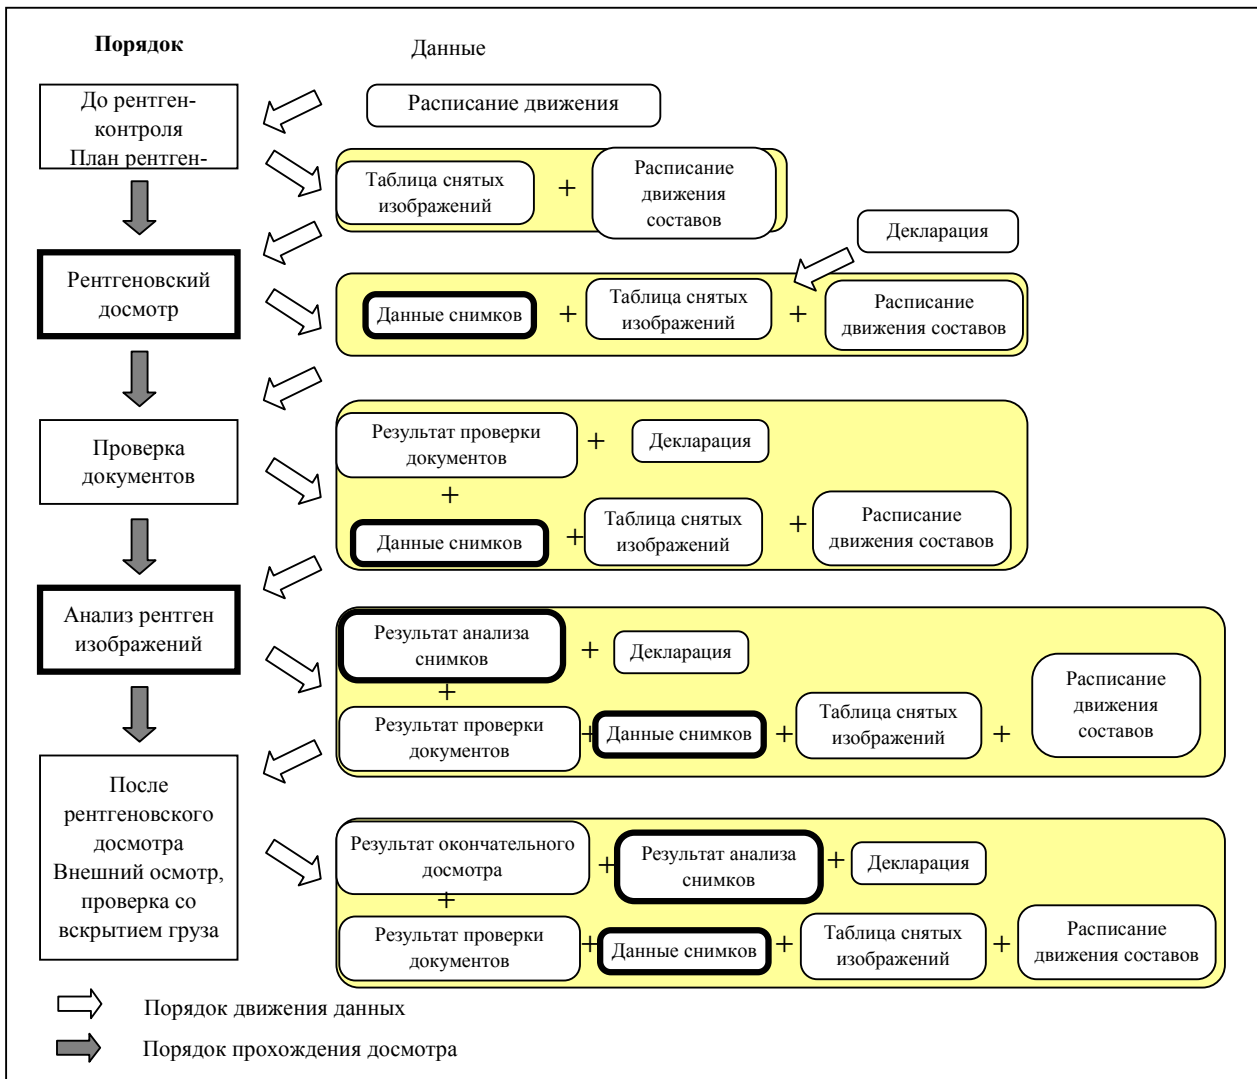 Порядок
Данные
До рентген-
контроля
План рентген-
Расписание движения
Таблица снятых
изображений
+
Расписание
движения
составов
Декларация
Рентгеновский
досмотр
Данные снимков
+
Таблица снятых
изображений
+
Расписание
движения составов
Проверка
документов
Результат проверки
документов
+
Декларация
+
Данные снимков
+
Таблица снятых
изображений
+
Расписание
движения составов
Анализ рентген
изображений
Результат анализа
снимков
+
Декларация
+
Результат проверки
документов
+
Данные снимков
+
Таблица снятых
изображений
+
Расписание
движения
составов
После
рентгеновского
досмотра
Внешний осмотр,
проверка со
вскрытием груза
Результат окончательного
досмотра
+
Результат анализа
снимков
+
Декларация
+
Результат проверки
документов
+
Данные снимков
+
Таблица снятых
изображений
+
Расписание
движения составов
Порядок движения данных
Порядок прохождения досмотра